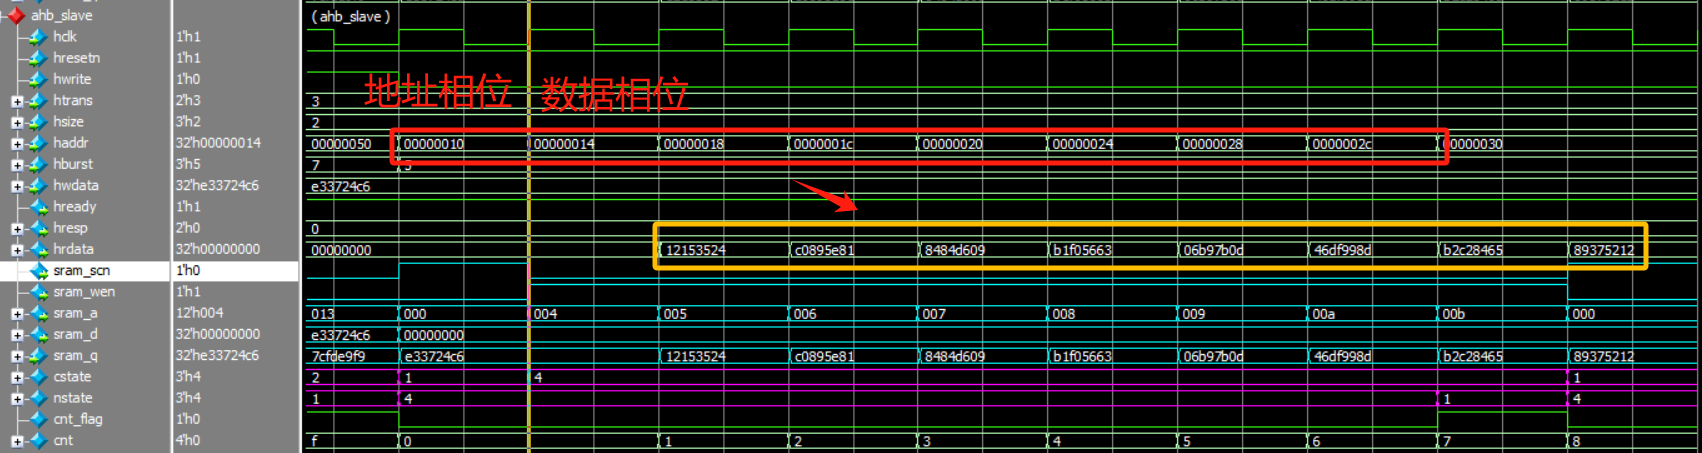 ahb_slave ( ahb_slave )
hclk 1'h1
hresetn 1'h1
hwrite 1'h0 地址相位 数据相位
htrans 2'h3 3
hsize 3'h2 2
haddr 32'h00000014 00000050 00000010 00000014 00000018 0000001c 00000020 00000024 00000028 0000002c 00000030
hburst 3'h5 7 5
hwdata 32'he33724c6 e33724c6
hready 1'h1
hresp 2'h0 0
hrdata 32'h00000000 00000000 12153524 c0895e81 8484d609 b1f05663 06b97b0d 46df998d b2c28465 89375212
sram_scn 1'h0
sram_wen 1'h1
sram_a 12'h004 013 000 004 005 006 007 008 009 00a 00b 000
sram_d 32'h00000000 e33724c6 00000000
sram_q 32'he33724c6 7cfde9f9 e33724c6 12153524 c0895e81 8484d609 b1f05663 06b97b0d 46df998d b2c28465 89375212
cstate 3'h4 2 1 4 1
nstate 3'h4 1 4 1 4
cnt_flag 1'h0
cnt 4'h0 f 0 1 2 3 4 5 6 7 8